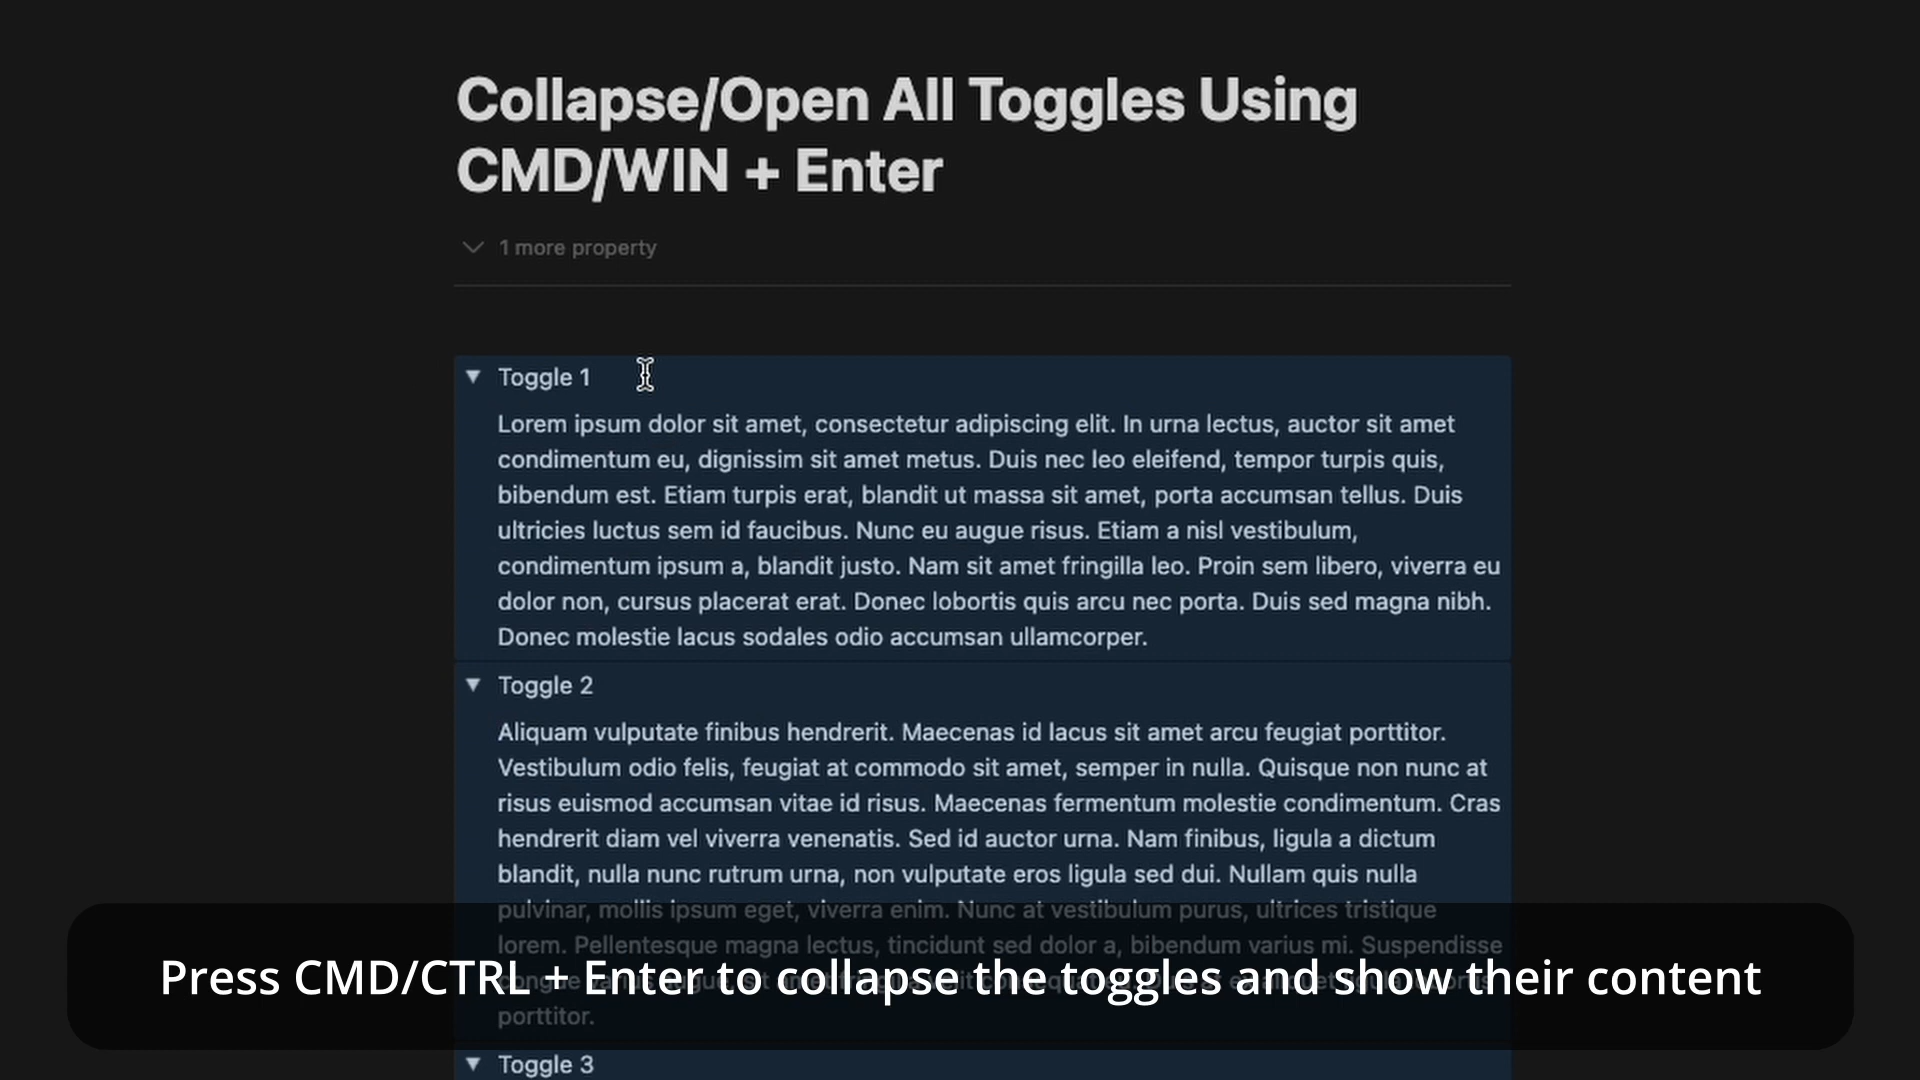 Collapse/Open All Toggles Using
CMD/WIN + Enter
1 more property
Toggle 1
Lorem ipsum dolor sit amet, consectetur adipiscing elit. In urna lectus, auctor sit amet
condimentum eu, dignissim sit amet metus. Duis nec leo eleifend, tempor turpis quis,
bibendum est. Etiam turpis erat, blandit ut massa sit amet, porta accumsan tellus. Duis
ultricies luctus sem id faucibus. Nunc eu augue risus. Etiam a nisl vestibulum,
condimentum ipsum a, blandit justo. Nam sit amet fringilla leo. Proin sem libero, viverra eu
dolor non, cursus placerat erat. Donec lobortis quis arcu nec porta. Duis sed magna nibh.
Donec molestie lacus sodales odio accumsan ullamcorper.
Toggle 2
Aliquam vulputate finibus hendrerit. Maecenas id lacus sit amet arcu feugiat porttitor.
Vestibulum odio felis, feugiat at commodo sit amet, semper in nulla. Quisque non nunc at
risus euismod accumsan vitae id risus. Maecenas fermentum molestie condimentum. Cras
hendrerit diam vel viverra venenatis. Sed id auctor urna. Nam finibus, ligula a dictum
blandit, nulla nunc rutrum urna, non vulputate eros ligula sed dui. Nullam quis nulla
pulvinar, mollis ipsum eget, viverra enim. Nunc at vestibulum purus, ultrices tristique
lorem. Pellentesque magna lectus, tincidunt sed dolor a, bibendum varius mi. Suspendisse
Press CMD/CTRL + Enter to collapse the toggles and show their content
porttitor.
Toggle 3